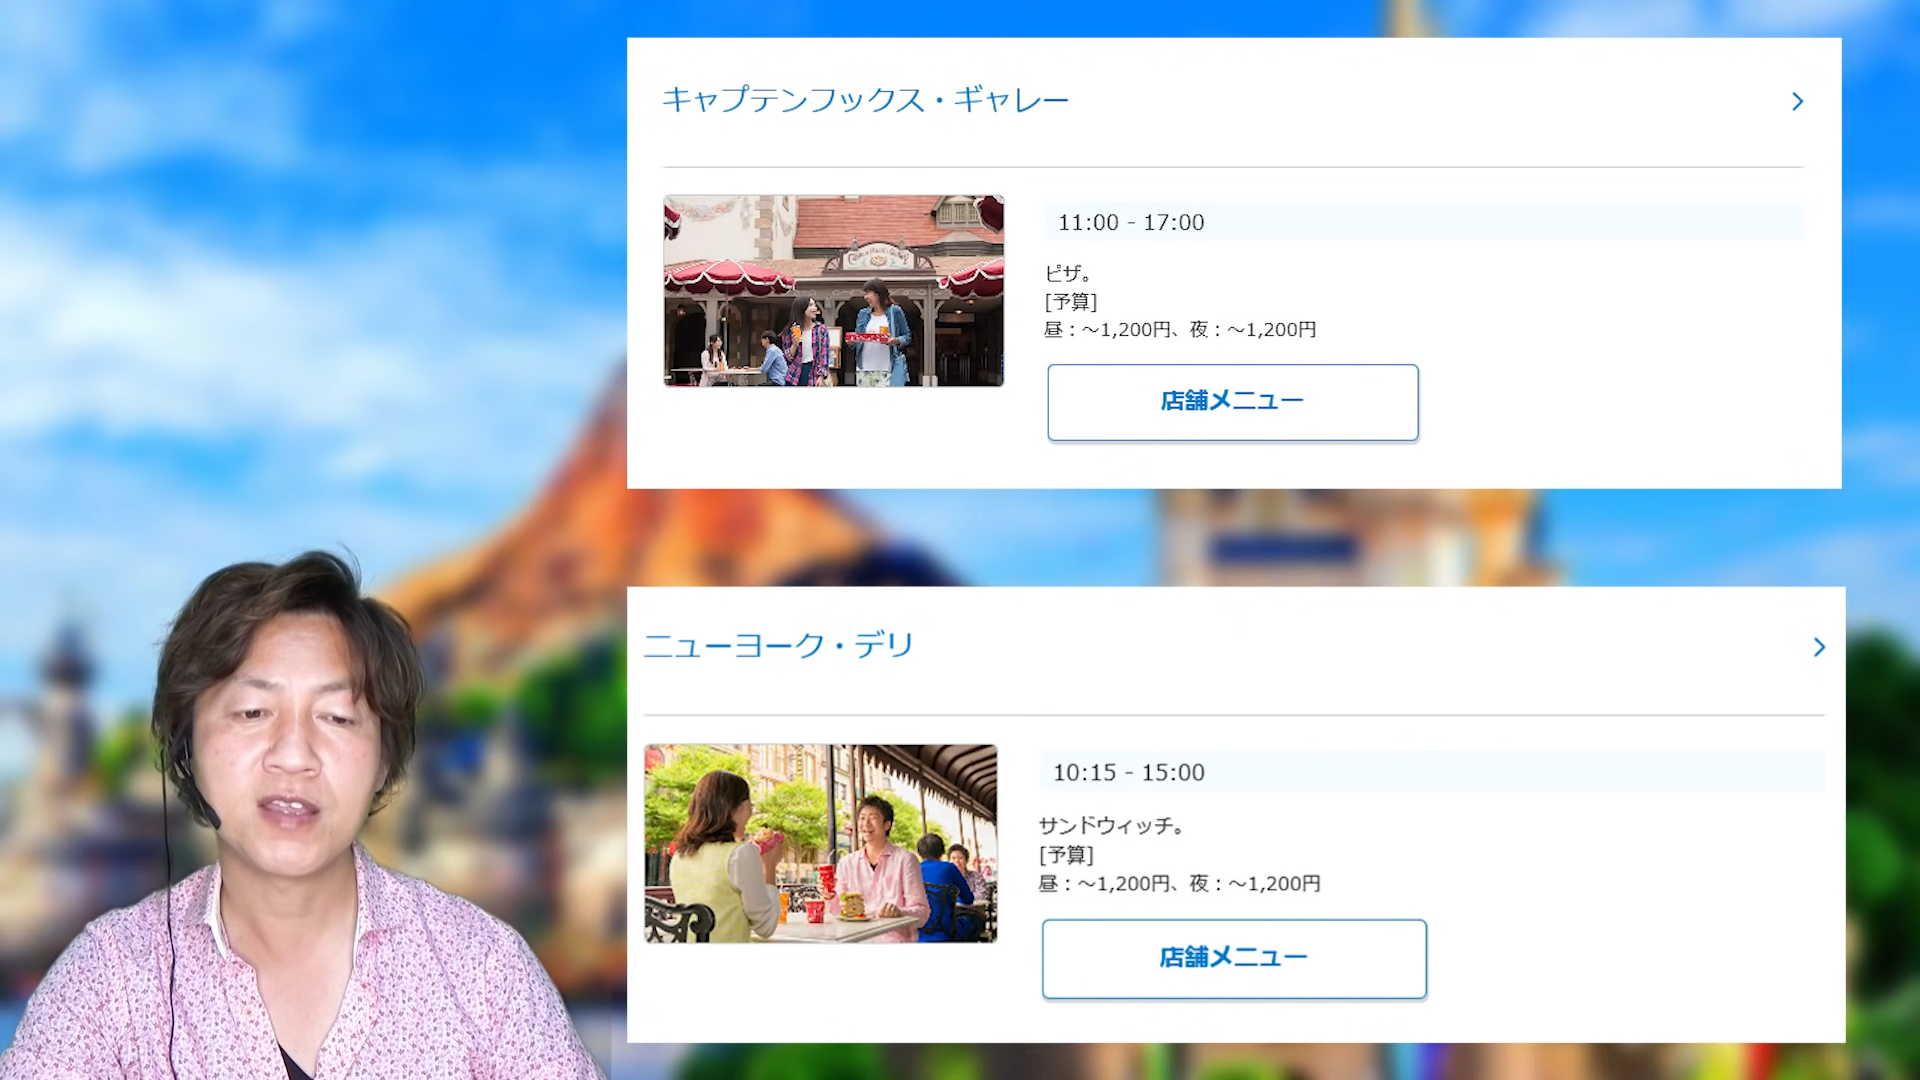 キャプテンフックス・ギャレー
11:00 - 17:00
ピザ。
[予算]
昼：～1,200円、夜：～1,200円
店舗メニュー
ニューヨーク・デリ
10:15 - 15:00
サンドウィッチ。
[予算]
昼：～1,200円、夜：～1,200円
店舗メニュー